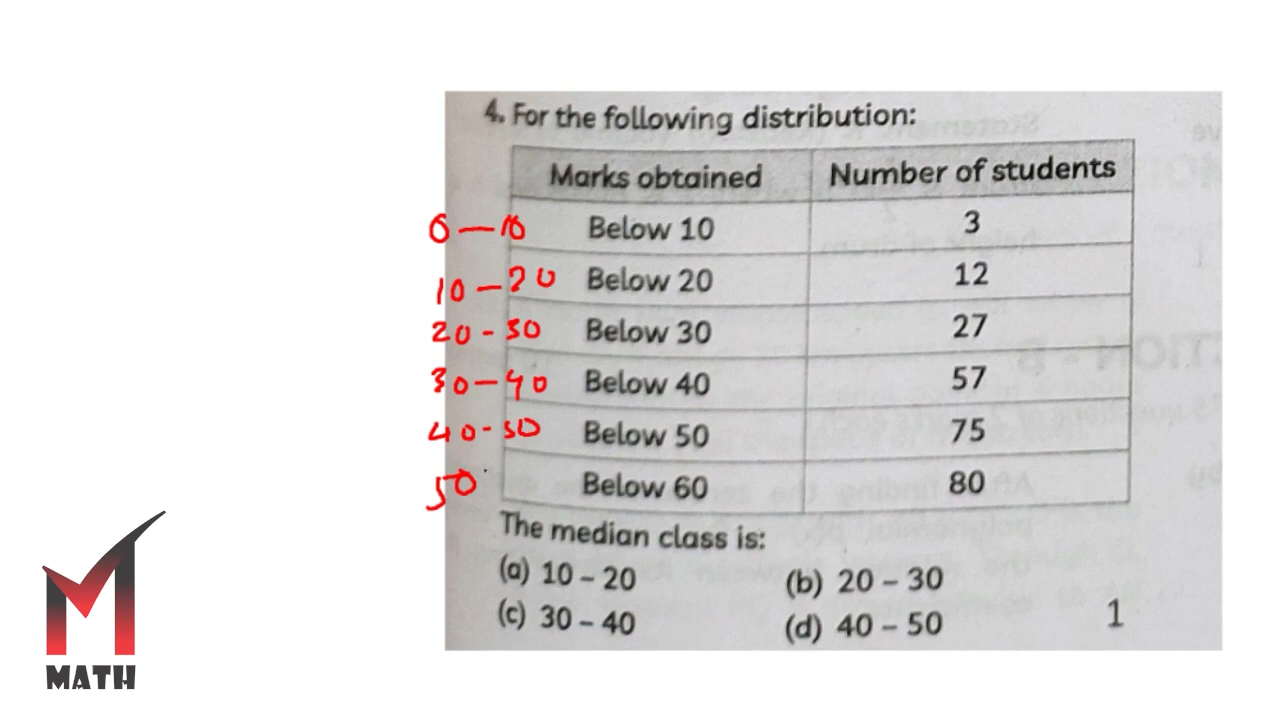 4. For the following distribution:
Marks obtained Number of students
0-10 Below 10 3
10-20 Below 20 12
20-30 Below 30 27
30-40 Below 40 57
40-50 Below 50 75
50 Below 60 80
The median class is:
(a) 10 – 20 (b) 20 – 30
(c) 30 – 40 (d) 40 – 50 1
MATH